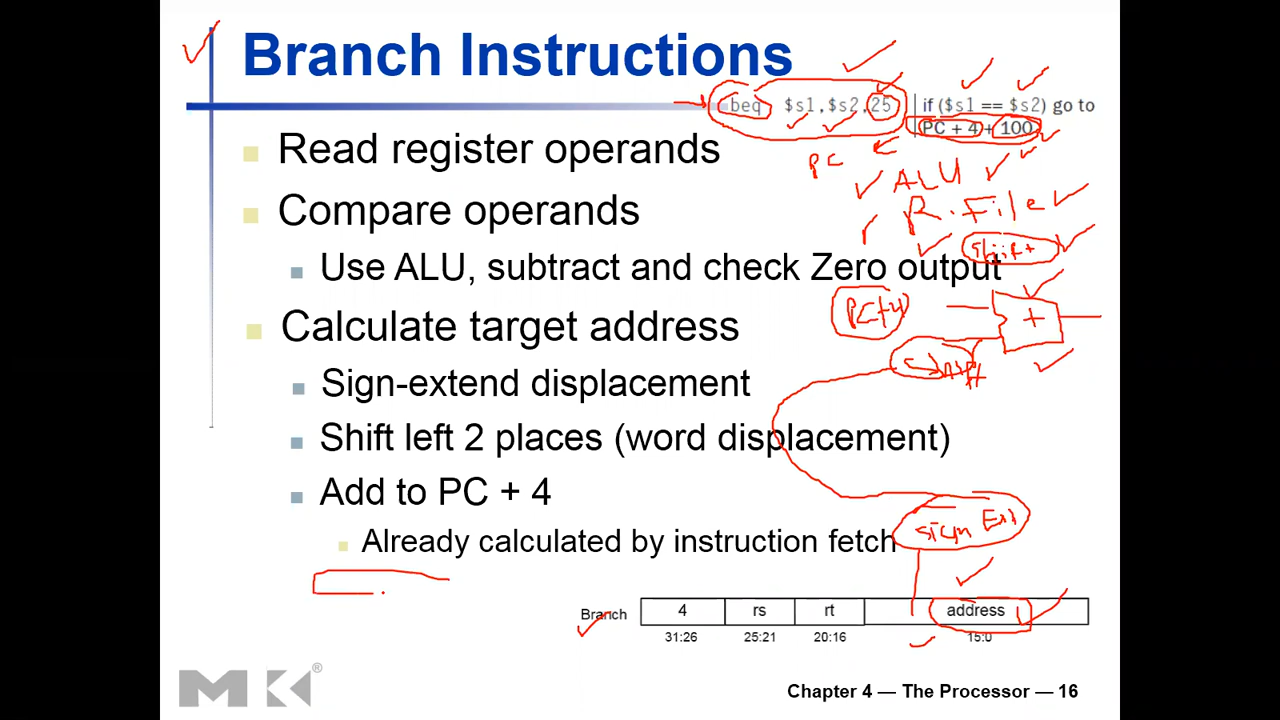 Branch Instructions
beq $s1,$s2,25
if ($s1 == $s2) go to
PC + 4 + 100
Read register operands
PC
ALU
R.File
Compare operands
shift
Use ALU, subtract and check Zero output
PC+4
+
Calculate target address
Sign-extend displacement
Shift left 2 places (word displacement)
Add to PC + 4
sign
Already calculated by instruction fetch
Branch 4 rs rt address
31:26 25:21 20:16 15:0
MK®
Chapter 4 — The Processor — 16